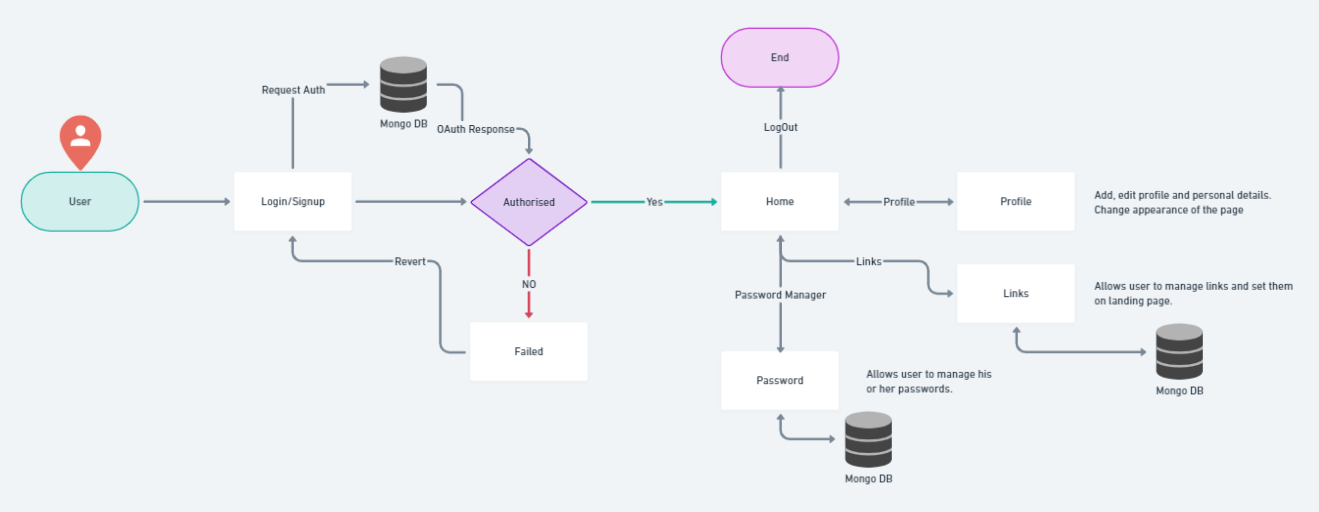 End
Request Auth
Mongo DB
OAuth Response
LogOut
User
Login/Signup
Authorised
Yes
Home
Profile
Profile
Add, edit profile and personal details.
Change appearance of the page
Revert
NO
Links
Links
Allows user to manage links and set them
on landing page.
Password Manager
Failed
Password
Allows user to manage his
or her passwords.
Mongo DB
Mongo DB